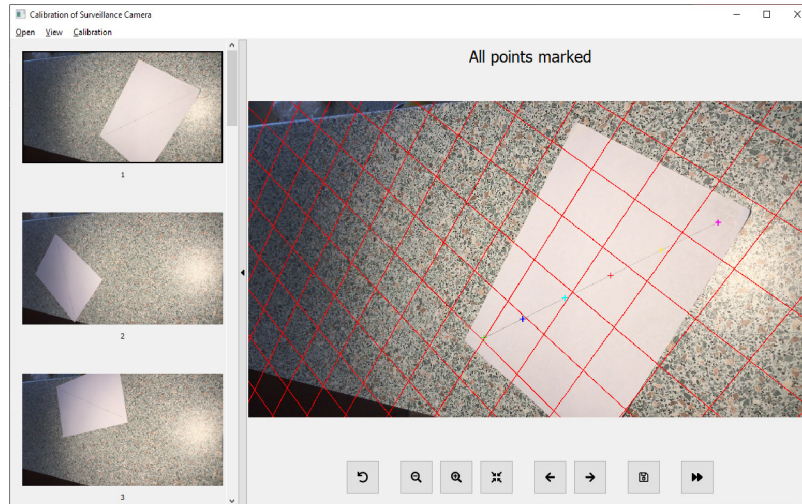 Calibration of Surveillance Camera
Open View Calibration
All points marked
1
2
3